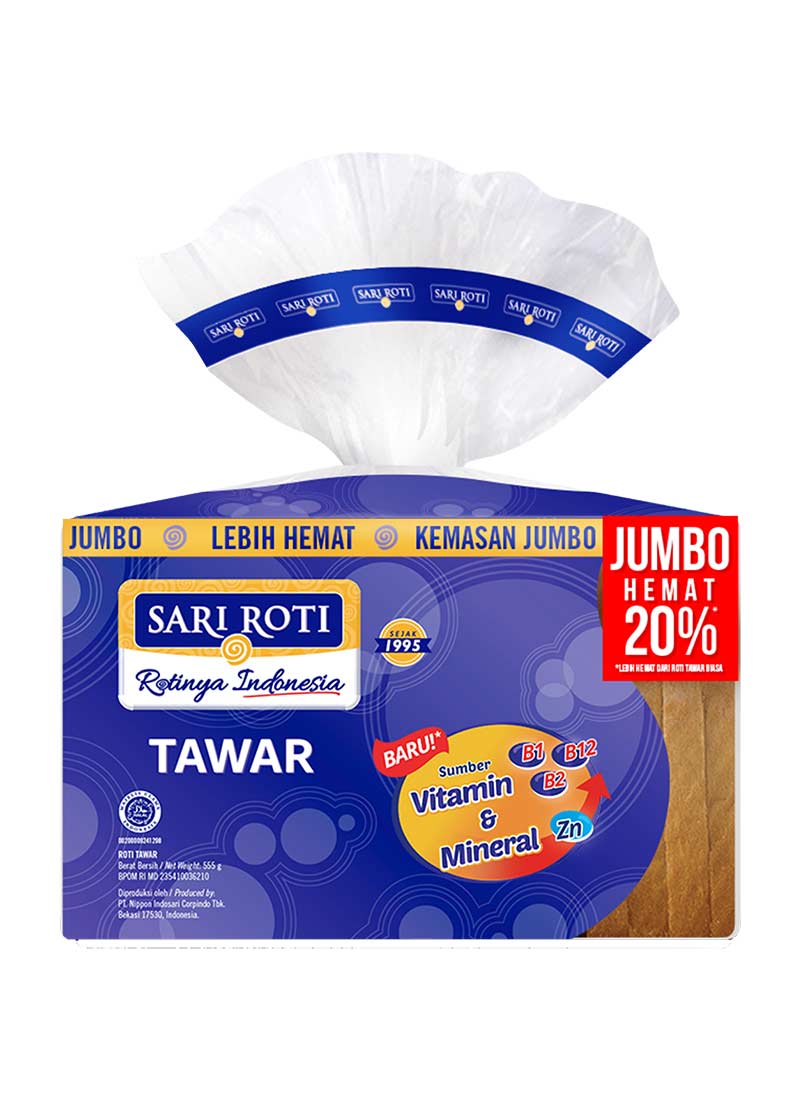 SARI ROTI SARI ROTI SARI ROTI SARI ROTI SARI ROTI SARI ROTI
JUMBO LEBIH HEMAT KEMASAN JUMBO
JUMBO
HEMAT
20%*
*LEBIH HEMAT DARI ROTI TAWAR BIASA
SARI ROTI
Rotinya Indonesia
SEJAK
1995
TAWAR
BARU!*
Sumber
Vitamin
&
Mineral
B1 B12
B2
Zn
00200009241298
ROTI TAWAR
Berat Bersih / Net Weight: 555 g
BPOM RI MD 235410036210
Diproduksi oleh / Produced by:
PT. Nippon Indosari Corpindo Tbk.
Bekasi 17530, Indonesia.